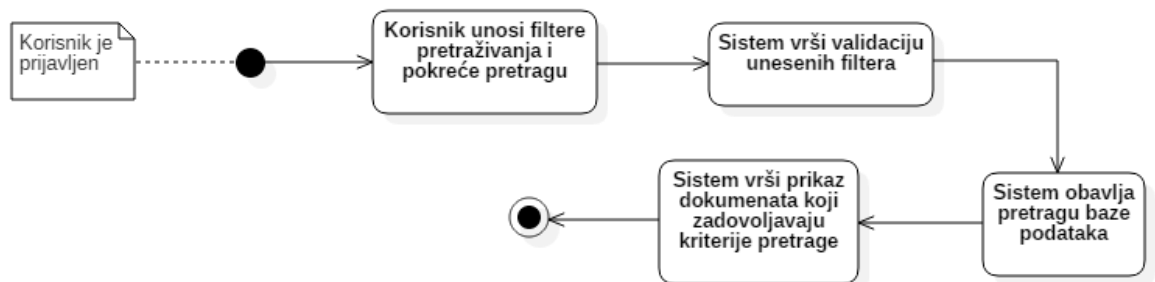 Korisnik je
prijavljen
Korisnik unosi filtere
pretraživanja i
pokreće pretragu
Sistem vrši validaciju
unesenih filtera
Sistem obavlja
pretragu baze
podataka
Sistem vrši prikaz
dokumenata koji
zadovoljavaju
kriterije pretrage